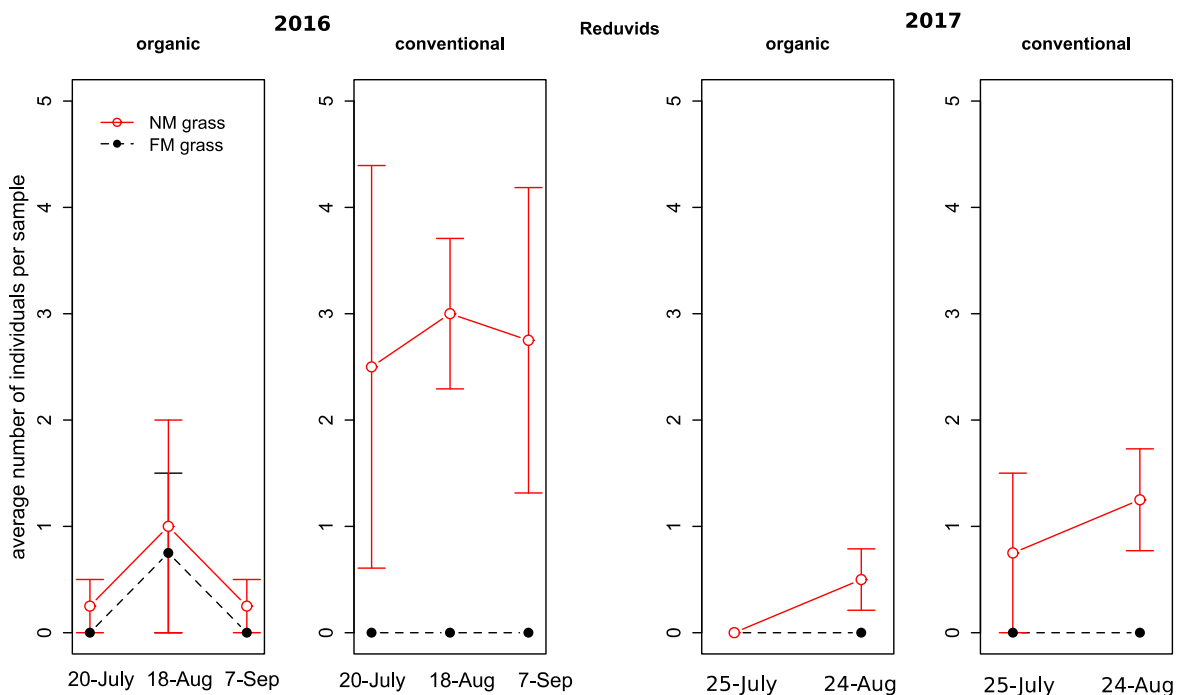 2016
Reduvids
2017
organic
conventional
organic
conventional
average number of individuals per sample
NM grass
FM grass
5
4
3
2
1
0
20-July 18-Aug 7-Sep
5
4
3
2
1
0
20-July 18-Aug 7-Sep
5
4
3
2
1
0
25-July 24-Aug
5
4
3
2
1
0
25-July 24-Aug